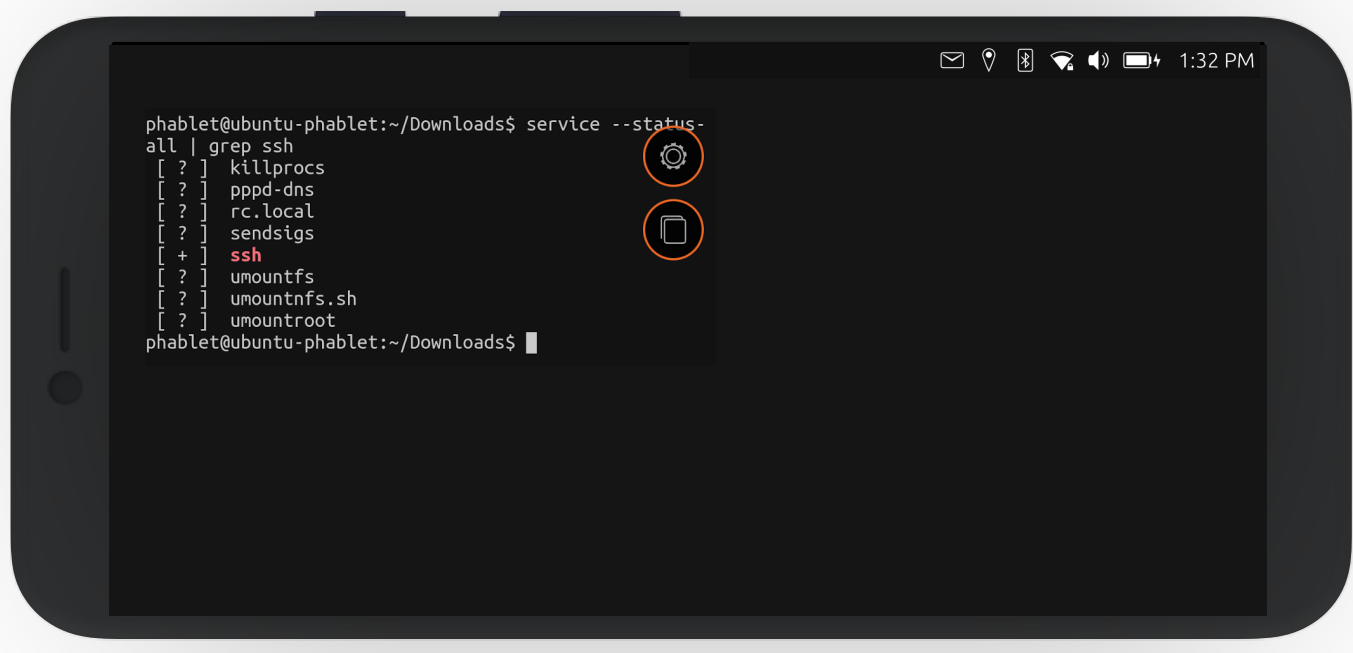 1:32 PM
phablet@ubuntu-phablet:~/Downloads$ service --status-
all | grep ssh
[ ? ]  killprocs
[ ? ]  pppd-dns
[ ? ]  rc.local
[ ? ]  sendsigs
[ + ]  ssh
[ ? ]  umountfs
[ ? ]  umountnfs.sh
[ ? ]  umountroot
phablet@ubuntu-phablet:~/Downloads$